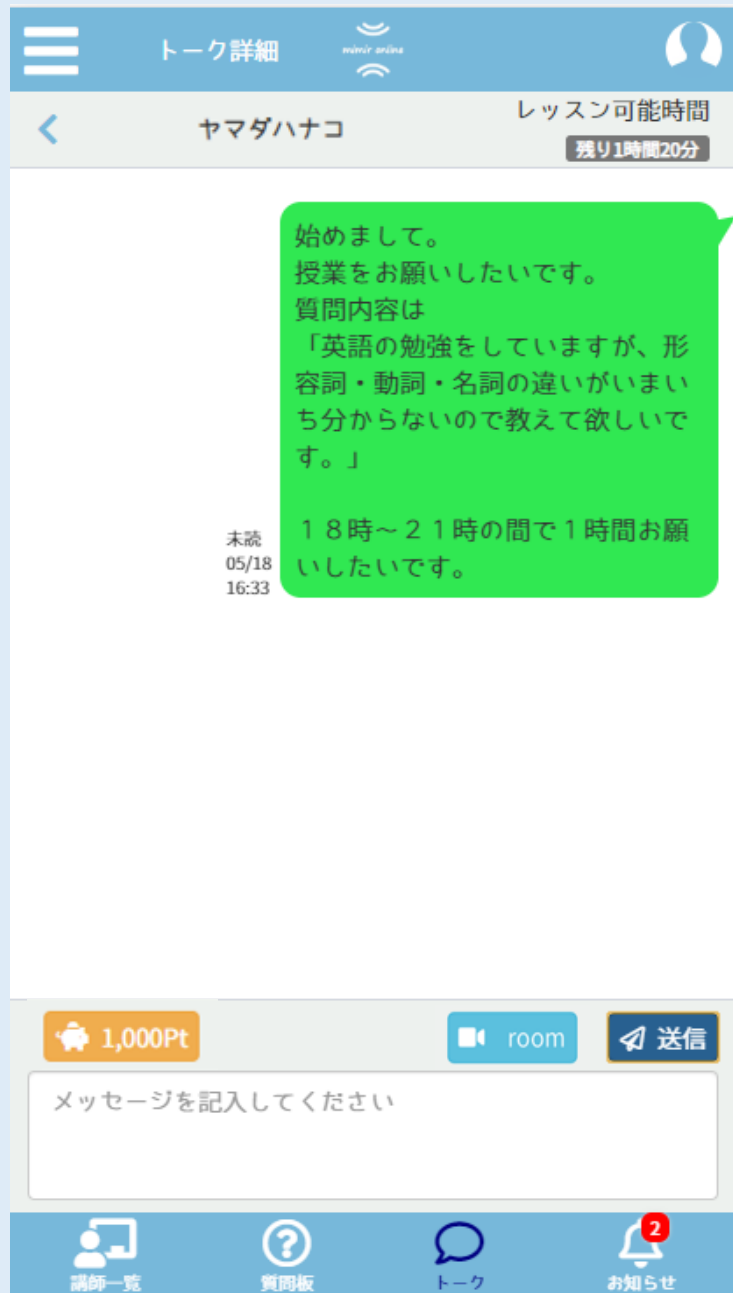 トーク詳細
mimir online
ヤマダハナコ
レッスン可能時間
残り1時間20分
始めまして。
授業をお願いしたいです。
質問内容は
「英語の勉強をしていますが、形
容詞・動詞・名詞の違いがいまい
ち分からないので教えて欲しいで
す。」
１８時～２１時の間で１時間お願
いしたいです。
未読
05/18
16:33
1,000Pt
room
送信
メッセージを記入してください
講師一覧
質問板
トーク
2
お知らせ